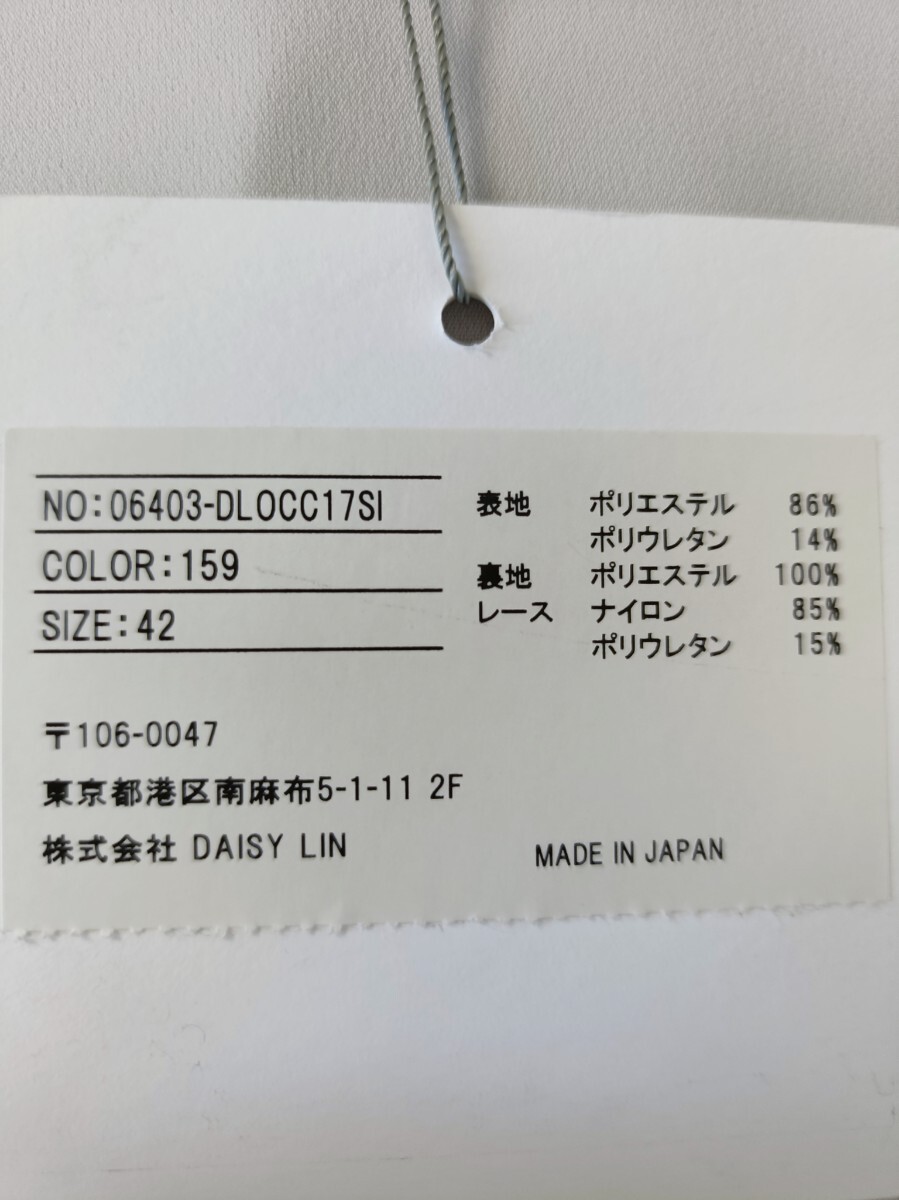 NO:06403-DLOCC17SI
COLOR:159
SIZE:42
表地 ポリエステル 86%
ポリウレタン 14%
裏地 ポリエステル 100%
レース ナイロン 85%
ポリウレタン 15%
〒106-0047
東京都港区南麻布5-1-11 2F
株式会社 DAISY LIN
MADE IN JAPAN